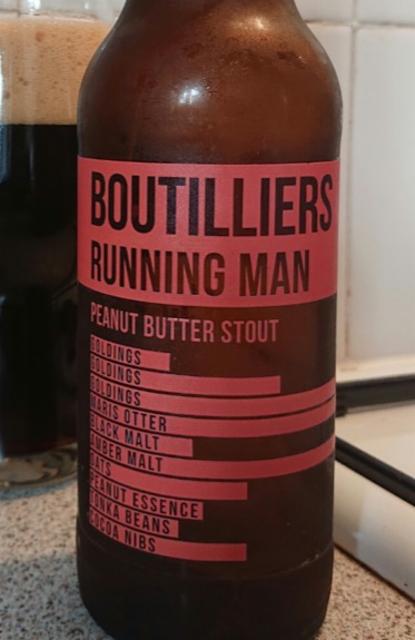 BOUTILLIERS
RUNNING MAN
PEANUT BUTTER STOUT
GOLDINGS
GOLDINGS
GOLDINGS
MARIS OTTER
BLACK MALT
AMBER MALT
OATS
PEANUT ESSENCE
TONKA BEANS
COCOA NIBS